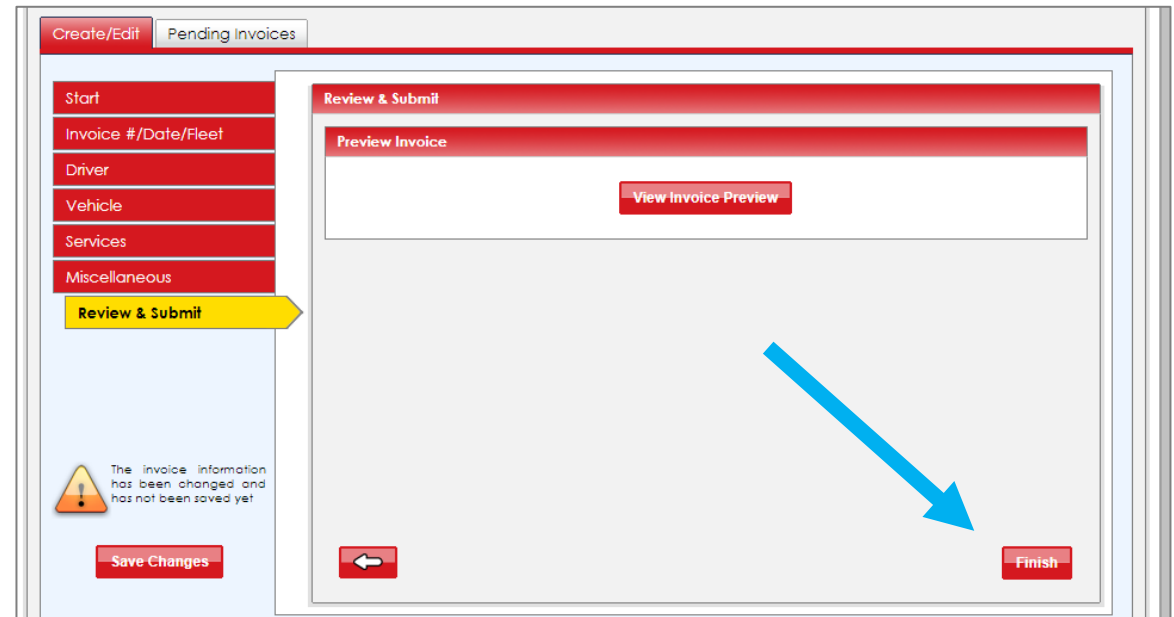 Create/Edit
Pending Invoices
Start
Invoice #/Date/Fleet
Driver
Vehicle
Services
Miscellaneous
Review & Submit
The invoice information
has been changed and
has not been saved yet
Save Changes
Review & Submit
Preview Invoice
View Invoice Preview
Finish